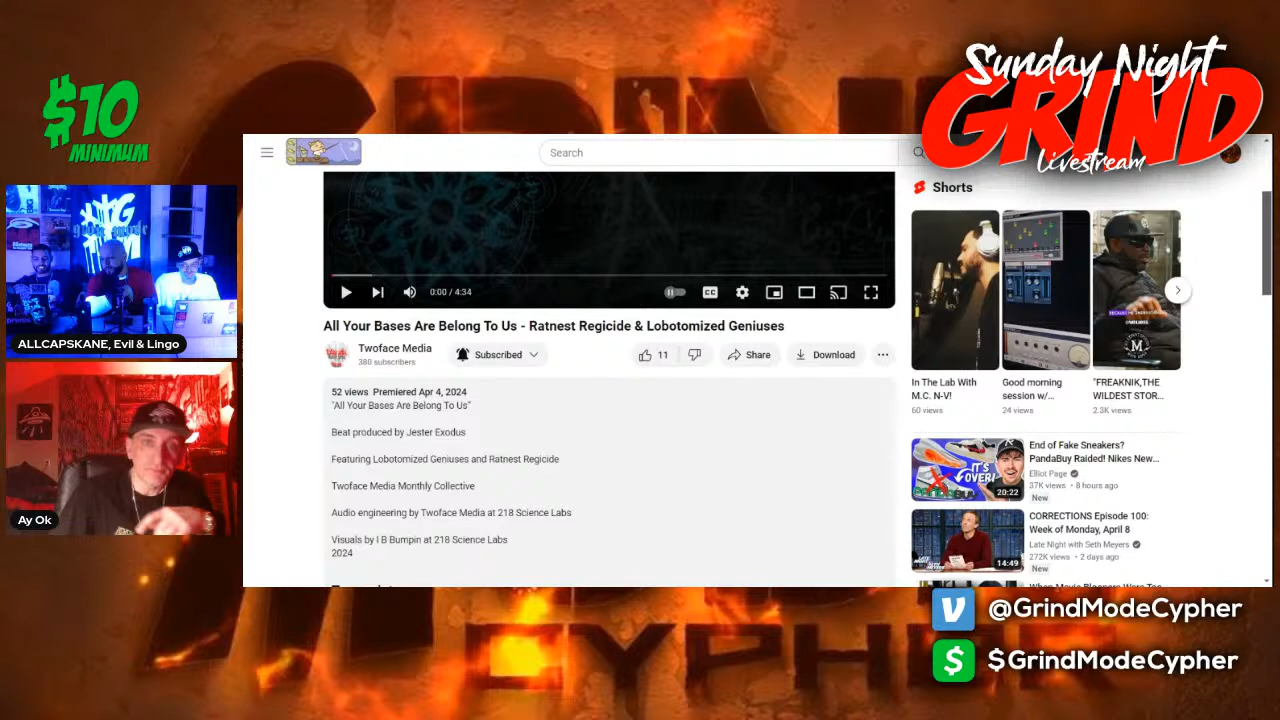 $10
MINIMUM
Sunday Night
GRIND
Livestream
Search
Shorts
0:00 / 4:34
CC
All Your Bases Are Belong To Us - Ratnest Regicide & Lobotomized Geniuses
Twoface Media
380 subscribers
Subscribed
11
Share
Download
52 views Premiered Apr 4, 2024
"All Your Bases Are Belong To Us"
Beat produced by Jester Exodus
Featuring Lobotomized Geniuses and Ratnest Regicide
Twoface Media Monthly Collective
Audio engineering by Twoface Media at 218 Science Labs
Visuals by I B Bumpin at 218 Science Labs
2024
In The Lab With
M.C. N-V!
60 views
Good morning
session w/...
24 views
"FREAKNIK,THE
WILDEST STOR...
2.3K views
IT'S
OVER!
20:22
End of Fake Sneakers?
PandaBuy Raided! Nikes New...
Elliot Page
37K views • 8 hours ago
New
14:49
CORRECTIONS Episode 100:
Week of Monday, April 8
Late Night with Seth Meyers
272K views • 2 days ago
New
ALLCAPSKANE, Evil & Lingo
Ay Ok
@GrindModeCypher
$GrindModeCypher
CYPHER